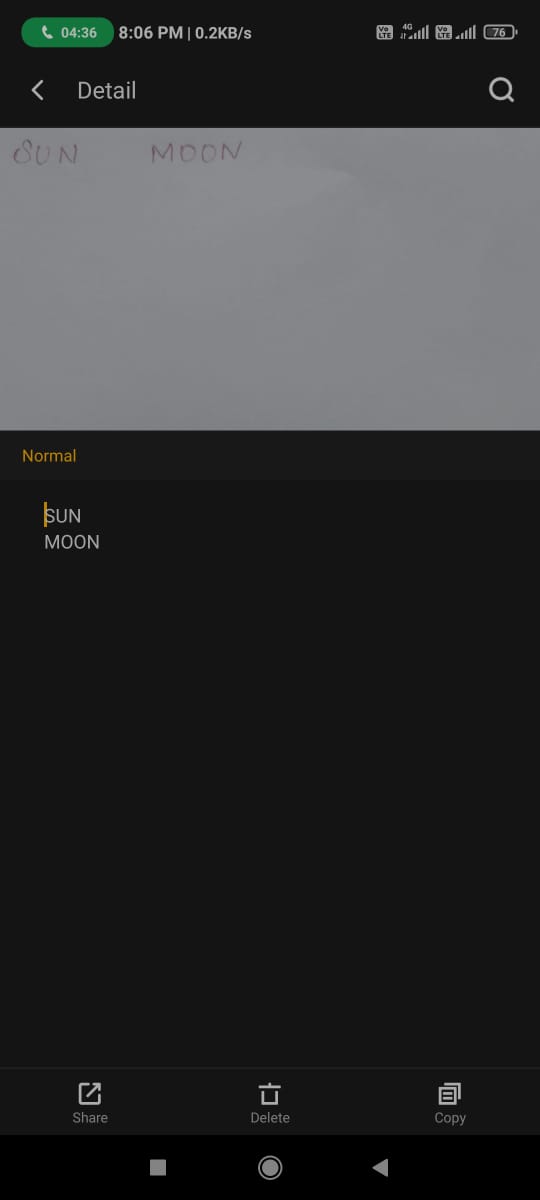 04:36 8:06 PM | 0.2KB/s Vo LTE 4G Vo LTE 76
Detail
SUN MOON
Normal
SUN
MOON
Share Delete Copy